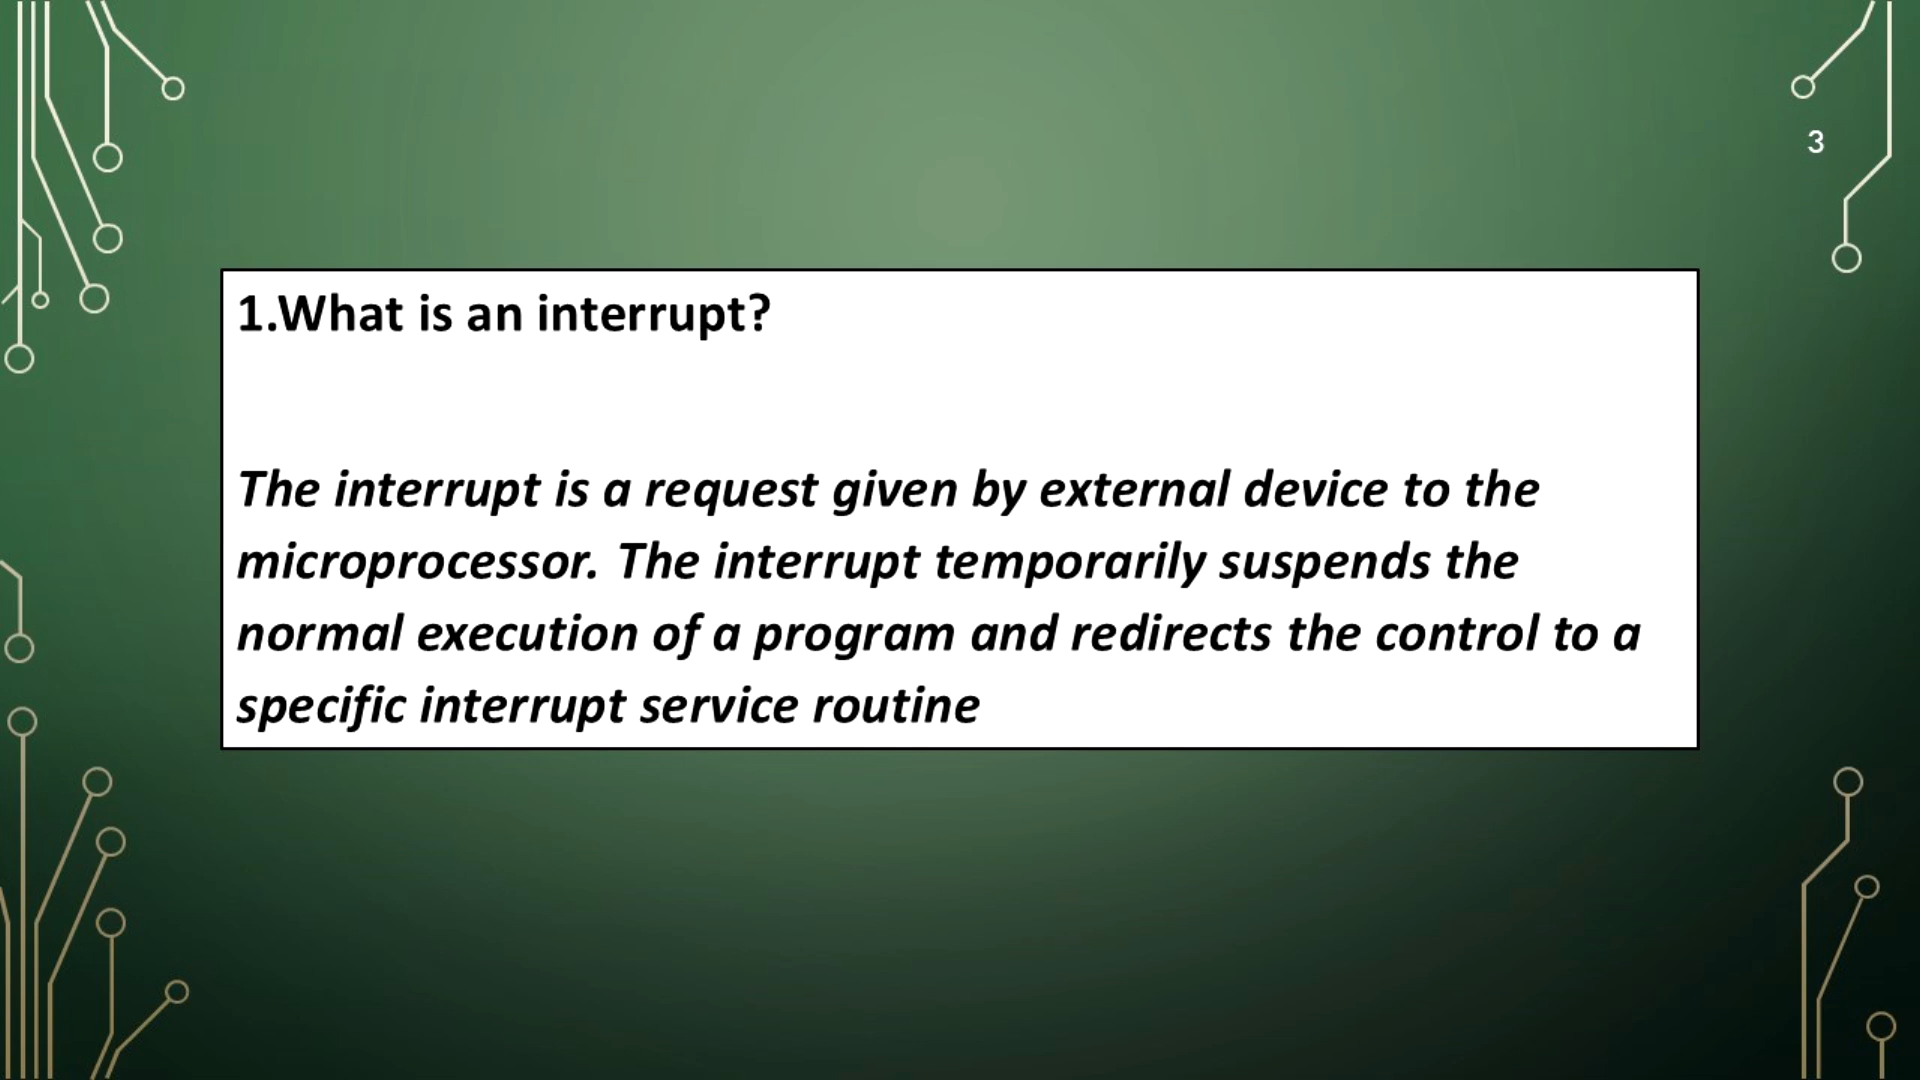 3
1.What is an interrupt?
The interrupt is a request given by external device to the
microprocessor. The interrupt temporarily suspends the
normal execution of a program and redirects the control to a
specific interrupt service routine